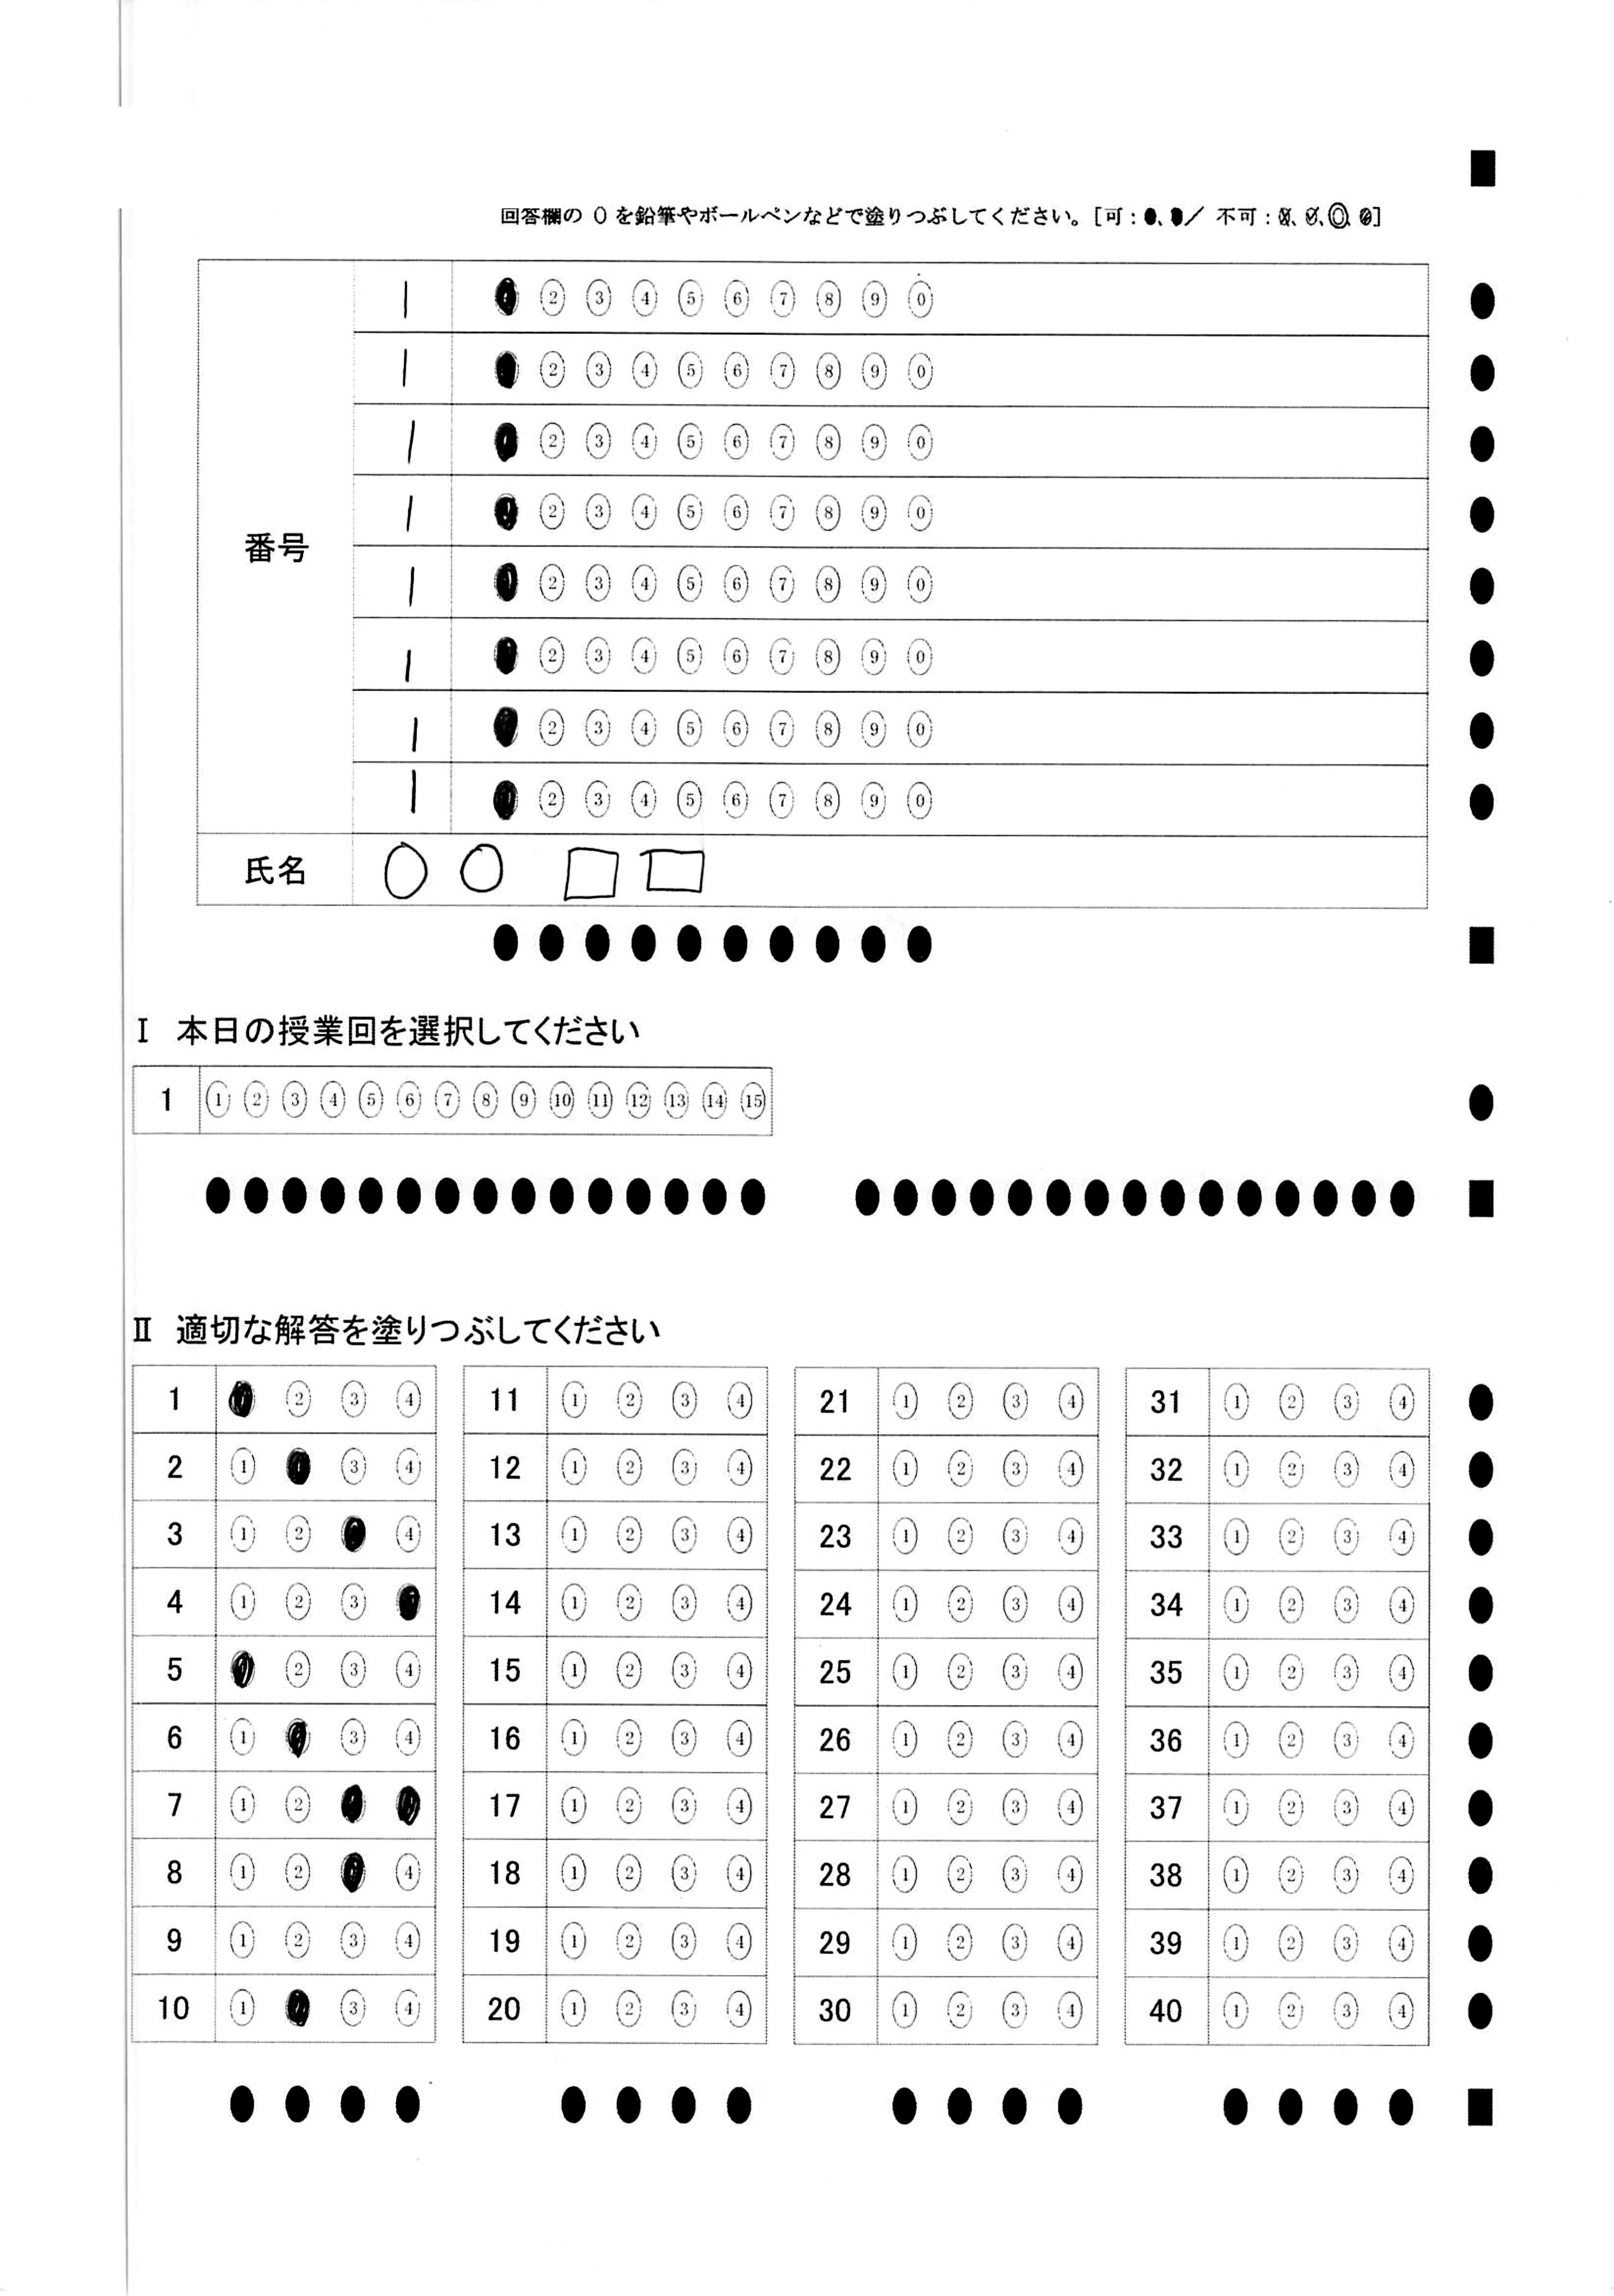 回答欄の 0 を鉛筆やボールペンなどで塗りつぶしてください。[可:●、●/ 不可:
番号
1 ② ③ ④ ⑤ ⑥ ⑦ ⑧ ⑨ ⓪
1 ② ③ ④ ⑤ ⑥ ⑦ ⑧ ⑨ ⓪
1 ② ③ ④ ⑤ ⑥ ⑦ ⑧ ⑨ ⓪
1 ② ③ ④ ⑤ ⑥ ⑦ ⑧ ⑨ ⓪
1 ② ③ ④ ⑤ ⑥ ⑦ ⑧ ⑨ ⓪
1 ② ③ ④ ⑤ ⑥ ⑦ ⑧ ⑨ ⓪
1 ② ③ ④ ⑤ ⑥ ⑦ ⑧ ⑨ ⓪
1 ② ③ ④ ⑤ ⑥ ⑦ ⑧ ⑨ ⓪
氏名 ○ ○ □ □
Ⅰ 本日の授業回を選択してください
1 ① ② ③ ④ ⑤ ⑥ ⑦ ⑧ ⑨ ⑩ ⑪ ⑫ ⑬ ⑭ ⑮
Ⅱ 適切な解答を塗りつぶしてください
1 ② ③ ④ 11 ① ② ③ ④ 21 ① ② ③ ④ 31 ① ② ③ ④
2 ① ③ ④ 12 ① ② ③ ④ 22 ① ② ③ ④ 32 ① ② ③ ④
3 ① ② ④ 13 ① ② ③ ④ 23 ① ② ③ ④ 33 ① ② ③ ④
4 ① ② ③ 14 ① ② ③ ④ 24 ① ② ③ ④ 34 ① ② ③ ④
5 ② ③ ④ 15 ① ② ③ ④ 25 ① ② ③ ④ 35 ① ② ③ ④
6 ① ③ ④ 16 ① ② ③ ④ 26 ① ② ③ ④ 36 ① ② ③ ④
7 ① ② 17 ① ② ③ ④ 27 ① ② ③ ④ 37 ① ② ③ ④
8 ① ② ④ 18 ① ② ③ ④ 28 ① ② ③ ④ 38 ① ② ③ ④
9 ① ② ③ ④ 19 ① ② ③ ④ 29 ① ② ③ ④ 39 ① ② ③ ④
10 ① ③ ④ 20 ① ② ③ ④ 30 ① ② ③ ④ 40 ① ② ③ ④